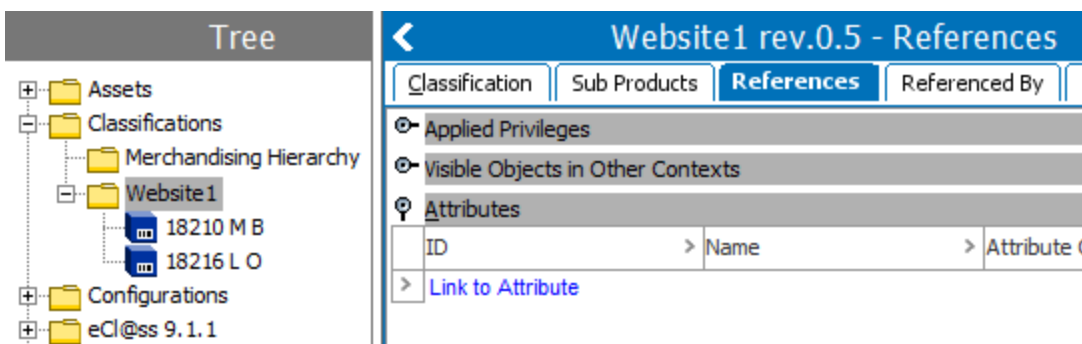 Tree
Assets
Classifications
Merchandising Hierarchy
Website1
18210 M B
18216 L O
Configurations
eCl@ss 9.1.1
Website1 rev.0.5 - References
Classification Sub Products References Referenced By
Applied Privileges
Visible Objects in Other Contexts
Attributes
ID > Name > Attribute
> Link to Attribute